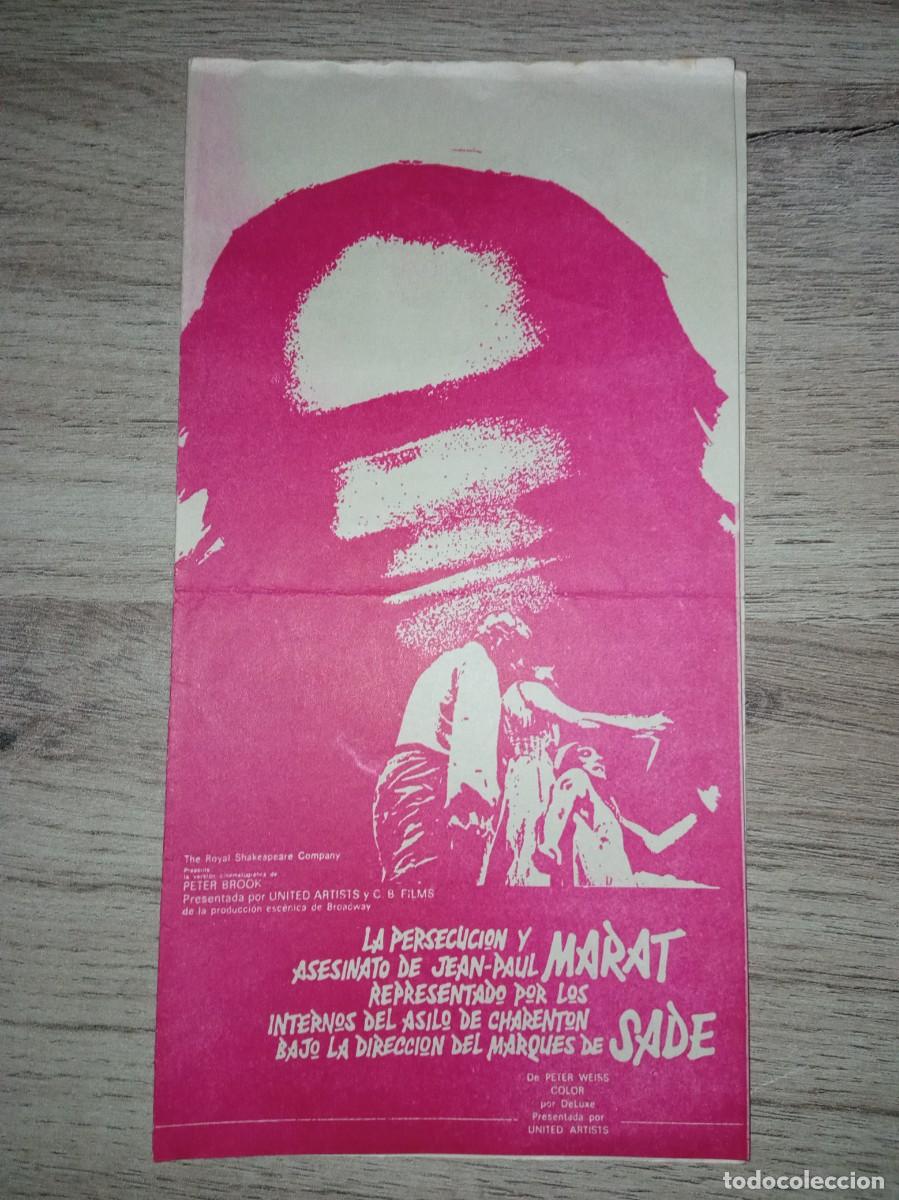 The Royal Shakespeare Company
Presenta
la versión cinematográfica de
PETER BROOK
Presentada por UNITED ARTISTS y C. B. FILMS
de la producción escénica de Broadway
LA PERSECUCION Y
ASESINATO DE JEAN-PAUL MARAT
REPRESENTADO POR LOS
INTERNOS DEL ASILO DE CHARENTON
BAJO LA DIRECCION DEL MARQUES DE SADE
De PETER WEISS
COLOR
por DeLuxe
Presentada por
UNITED ARTISTS
todocoleccion